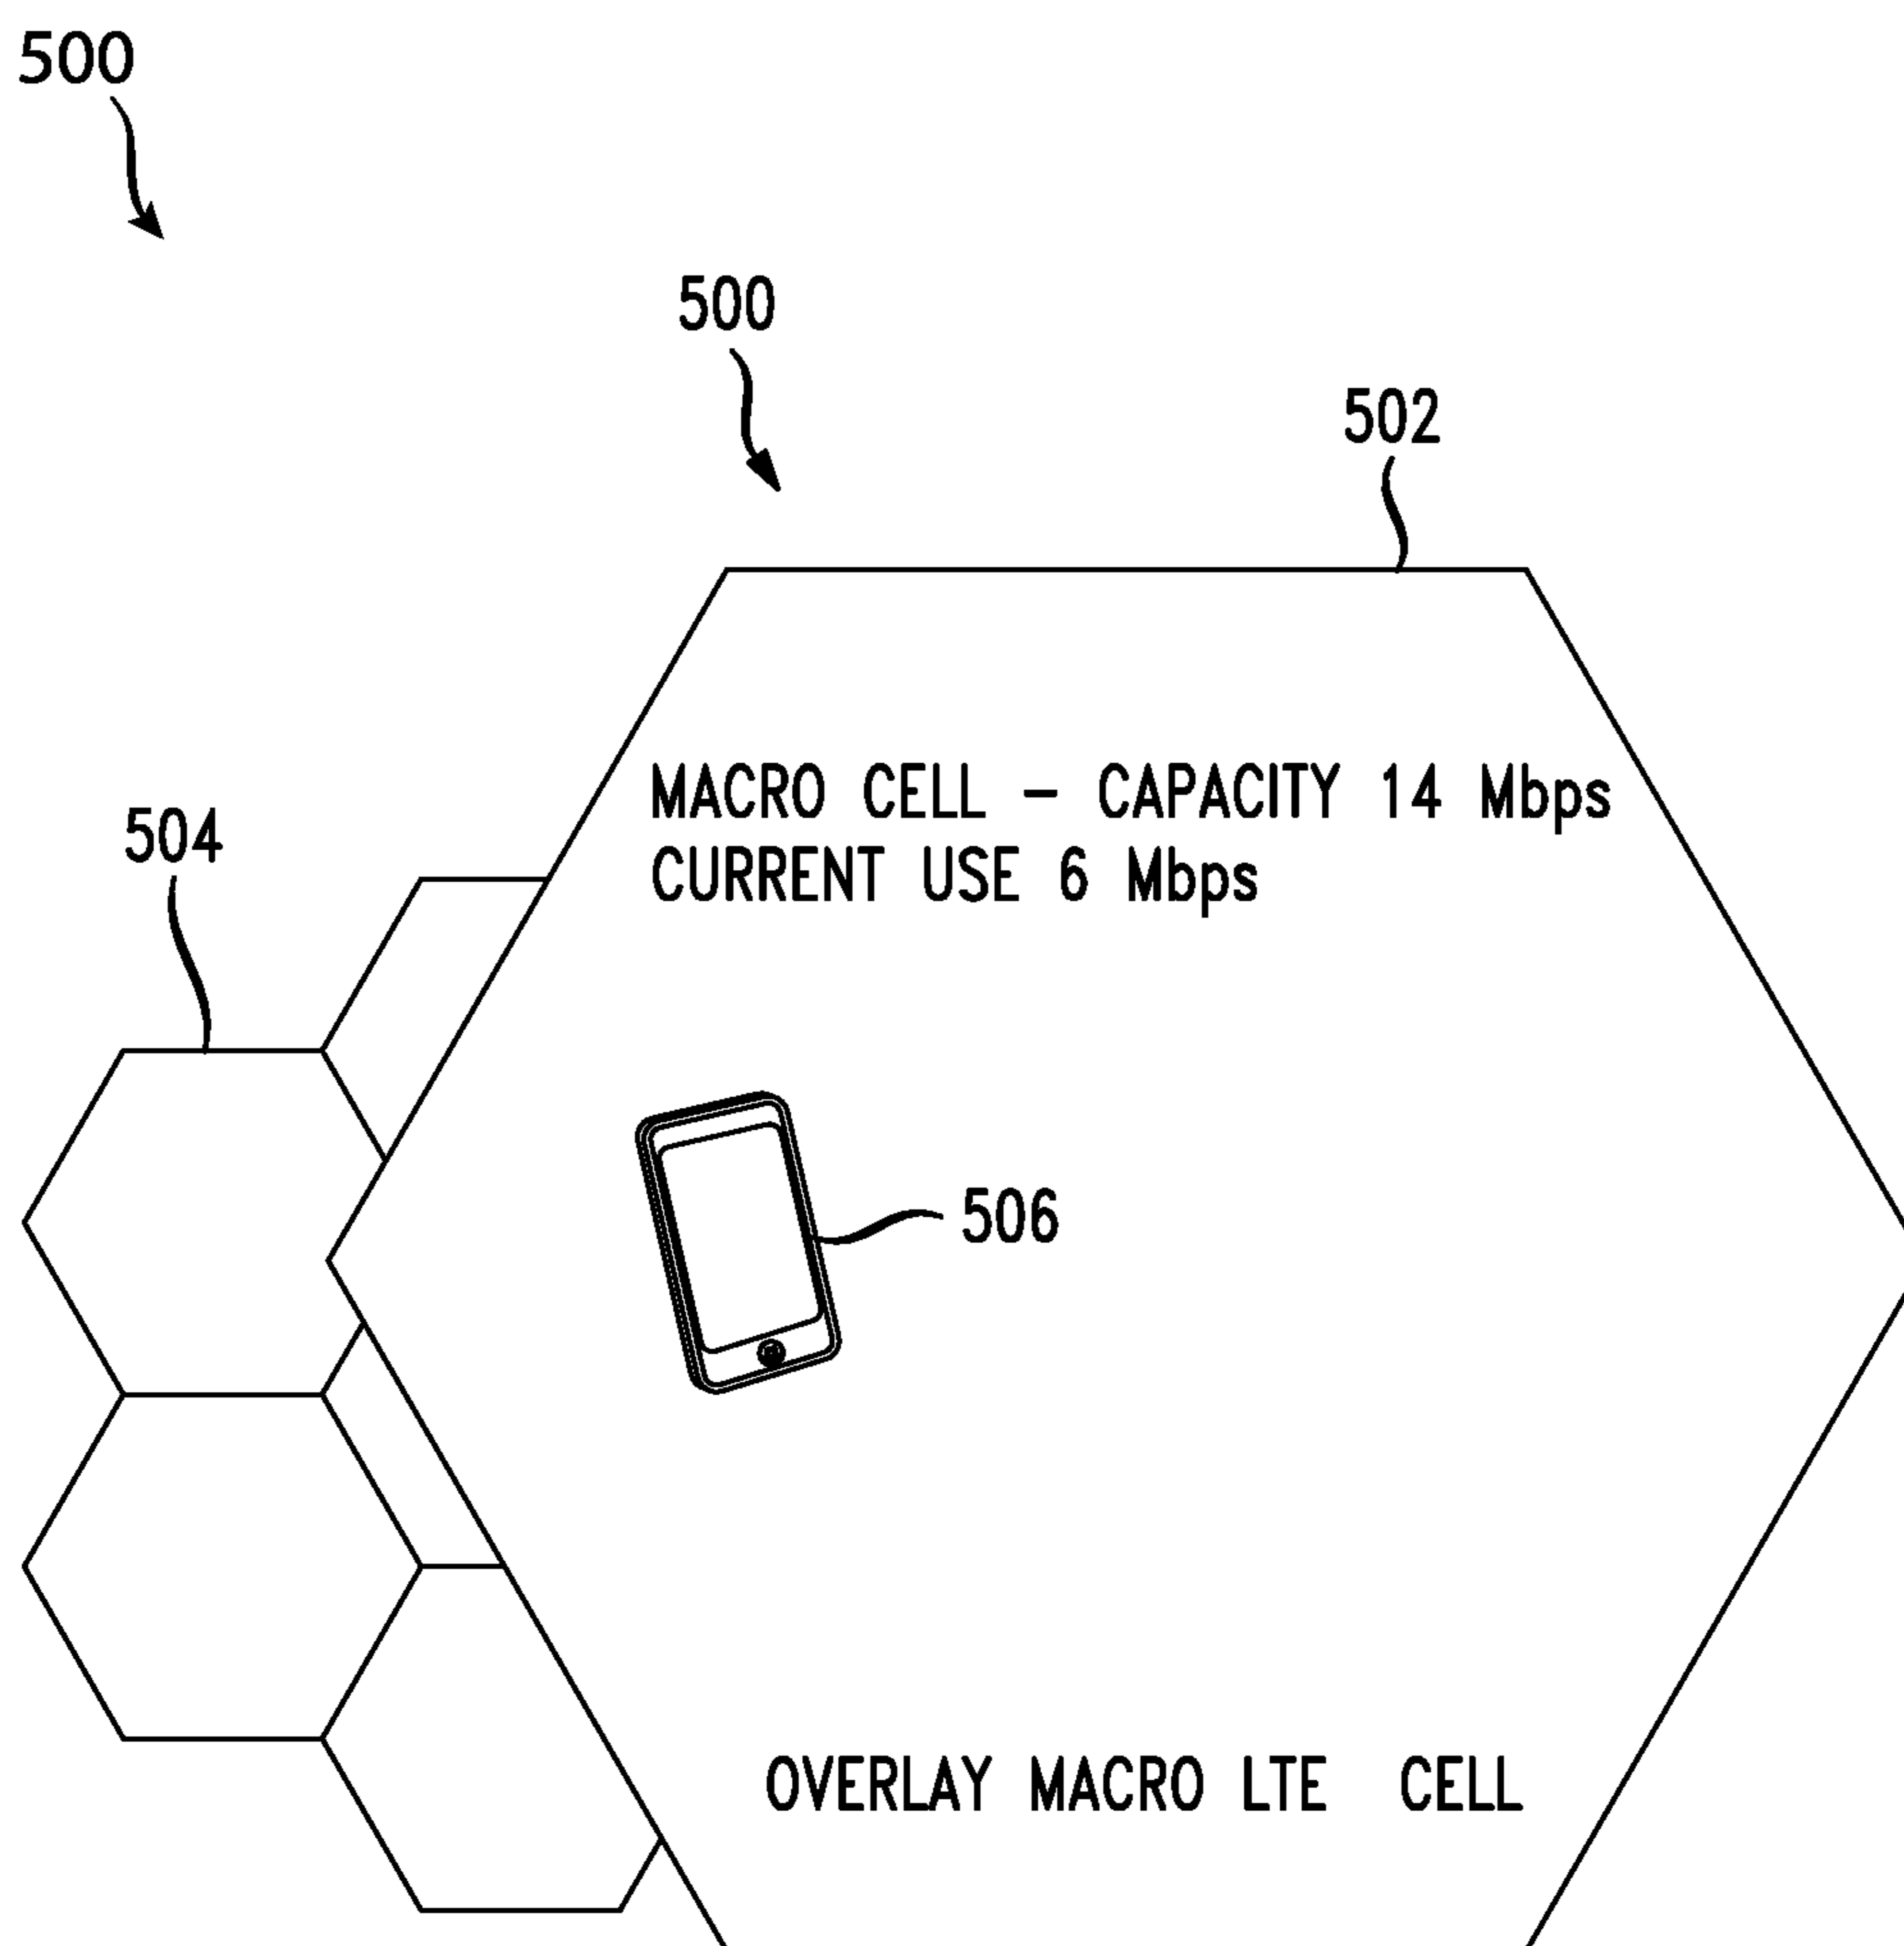 500
500
502
MACRO CELL - CAPACITY 14 Mbps
CURRENT USE 6 Mbps
504
506
OVERLAY MACRO LTE CELL